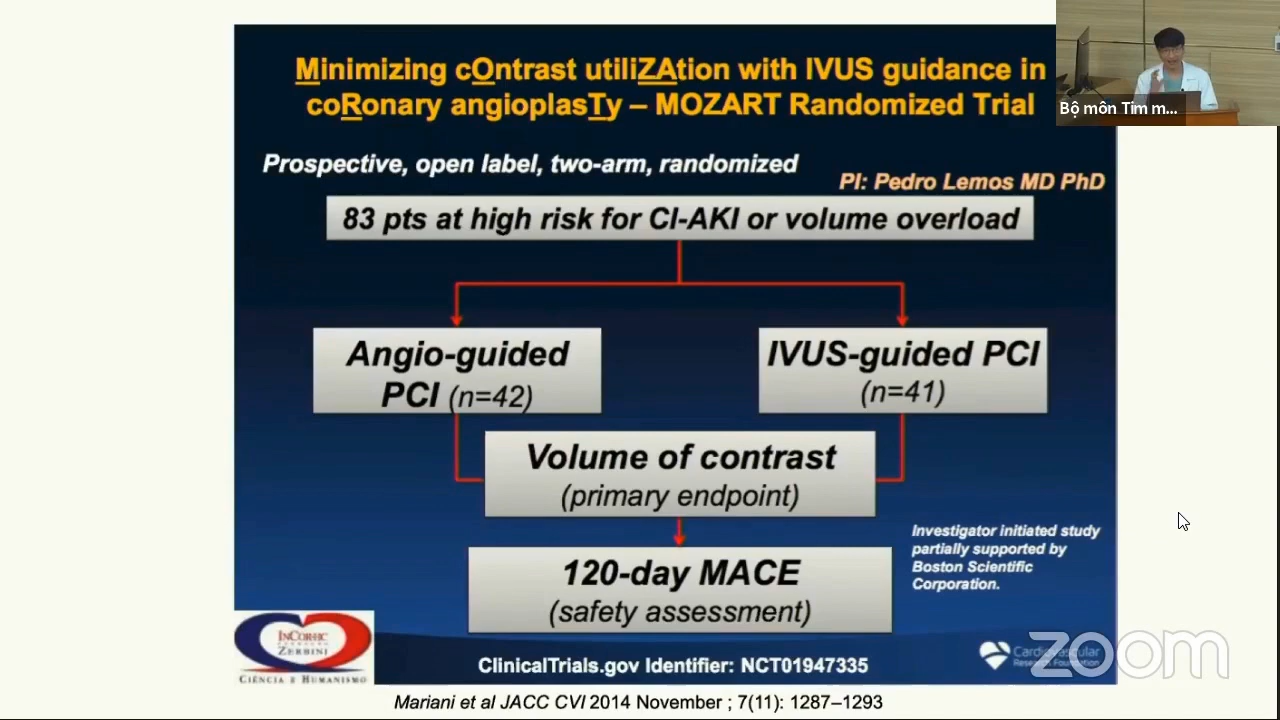 Minimizing cOntrast utiliZAtion with IVUS guidance in
coRonary angioplasTy – MOZART Randomized Trial
Bộ môn Tim m...
Prospective, open label, two-arm, randomized
PI: Pedro Lemos MD PhD
83 pts at high risk for CI-AKI or volume overload
Angio-guided
PCI (n=42)
IVUS-guided PCI
(n=41)
Volume of contrast
(primary endpoint)
Investigator initiated study
partially supported by
Boston Scientific
Corporation.
120-day MACE
(safety assessment)
INCOR-HC
ZERBINI
CIÊNCIA E HUMANISMO
ClinicalTrials.gov Identifier: NCT01947335
Cardiovascular
Research Foundation
zoom
Mariani et al JACC CVI 2014 November ; 7(11): 1287–1293